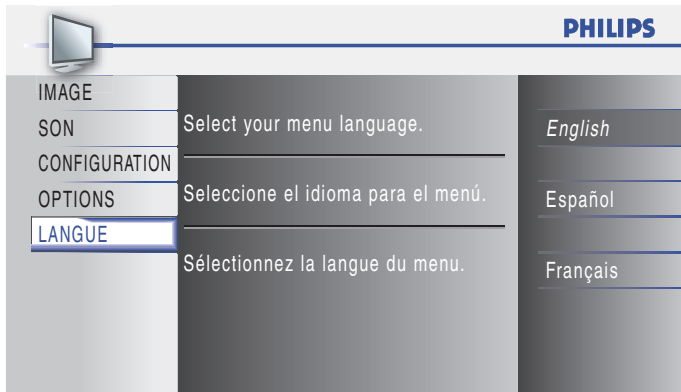 PHILIPS
IMAGE
SON
CONFIGURATION
OPTIONS
LANGUE
Select your menu language.
Seleccione el idioma para el menú.
Sélectionnez la langue du menu.
English
Español
Français